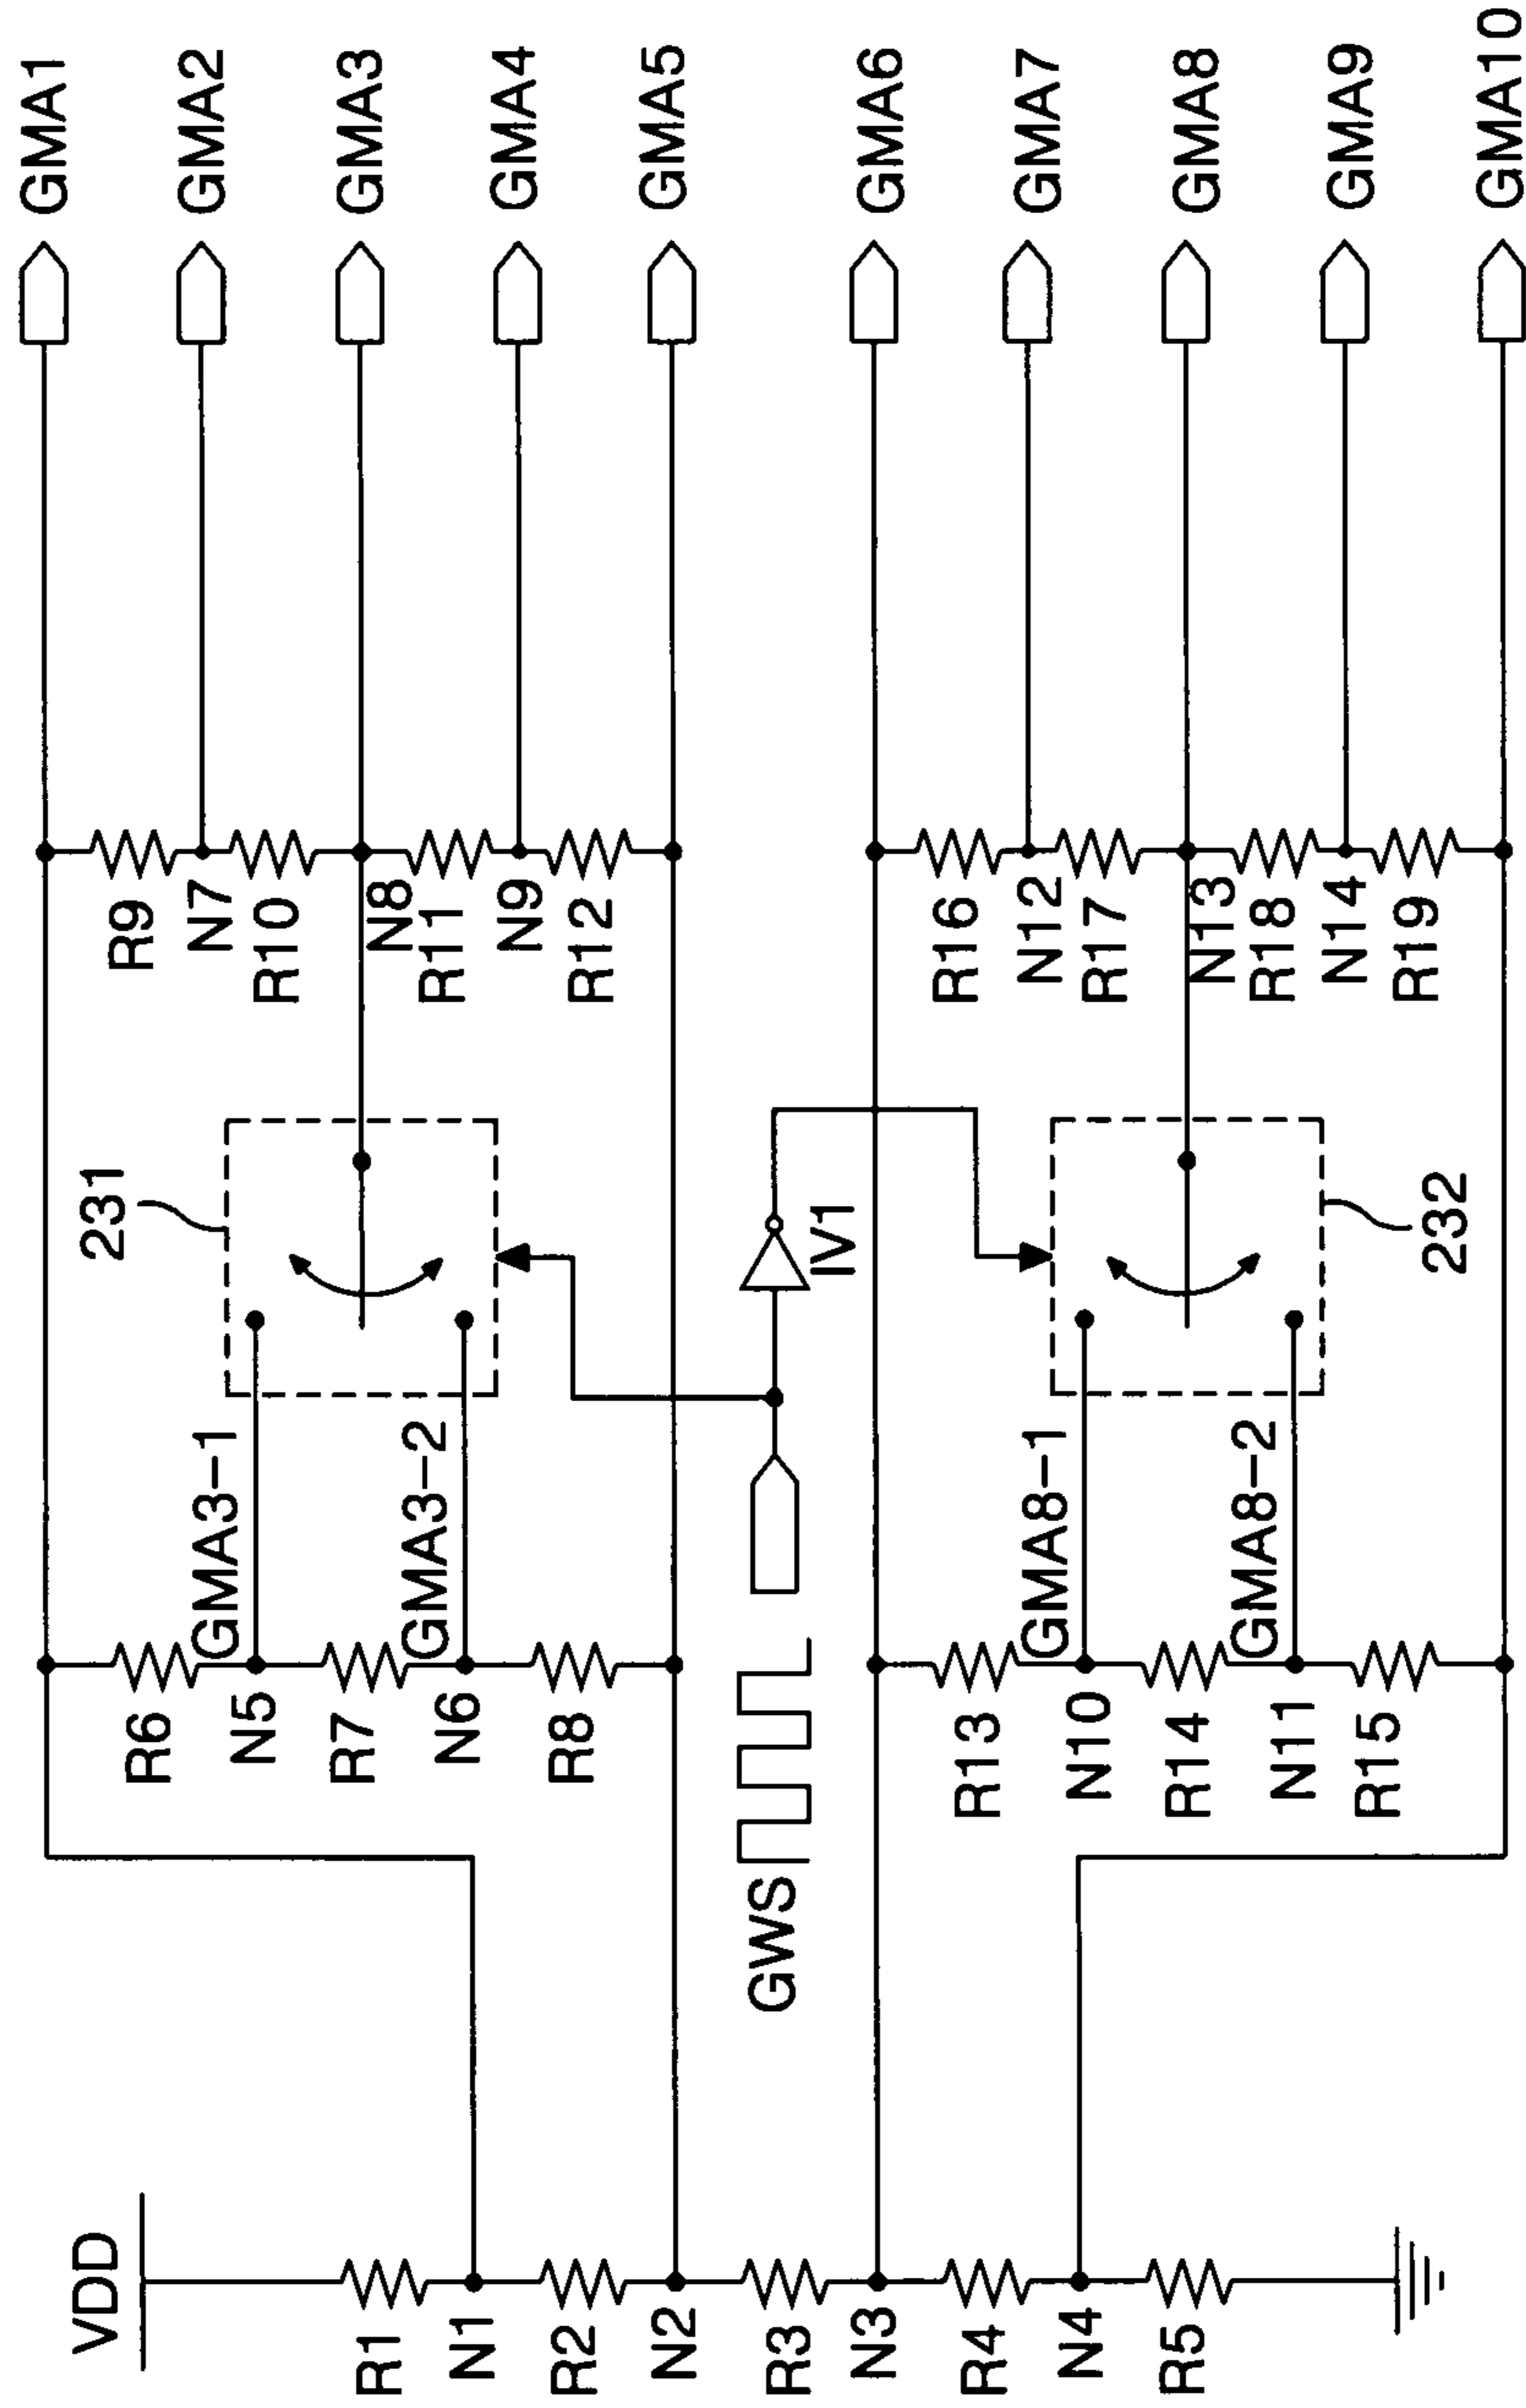 VDD
R1
N1
R2
N2
R3
N3
R4
N4
R5
GWS
R6
N5
R7
N6
R8
R13
N10
R14
N11
R15
GMA3-1
GMA3-2
GMA8-1
GMA8-2
231
IV1
232
R9
N7
R10
N8
R11
N9
R12
R16
N12
R17
N13
R18
N14
R19
GMA1
GMA2
GMA3
GMA4
GMA5
GMA6
GMA7
GMA8
GMA9
GMA10